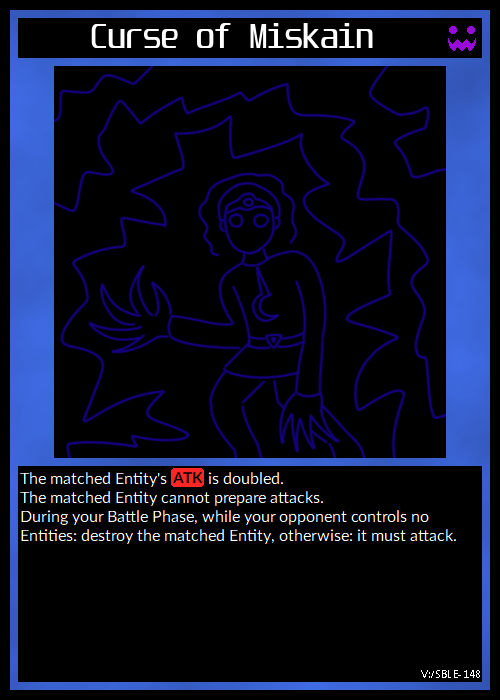 Curse of Miskain
The matched Entity's ATK is doubled.
The matched Entity cannot prepare attacks.
During your Battle Phase, while your opponent controls no
Entities: destroy the matched Entity, otherwise: it must attack.
V:/SBLE-148